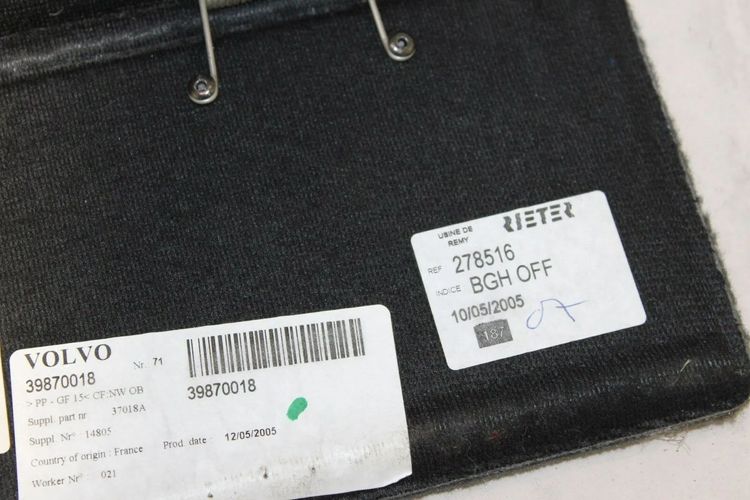 USINE DE REMY RIETER
REF 278516
INDICE BGH OFF
10/05/2005
187
VOLVO Nr. 71
39870018
39870018
> PP - GF 15< CF:NW OB
Suppl. part nr 37018A
Suppl. Nr° 14805
Country of origin : France Prod. date : 12/05/2005
Worker Nr° : 021